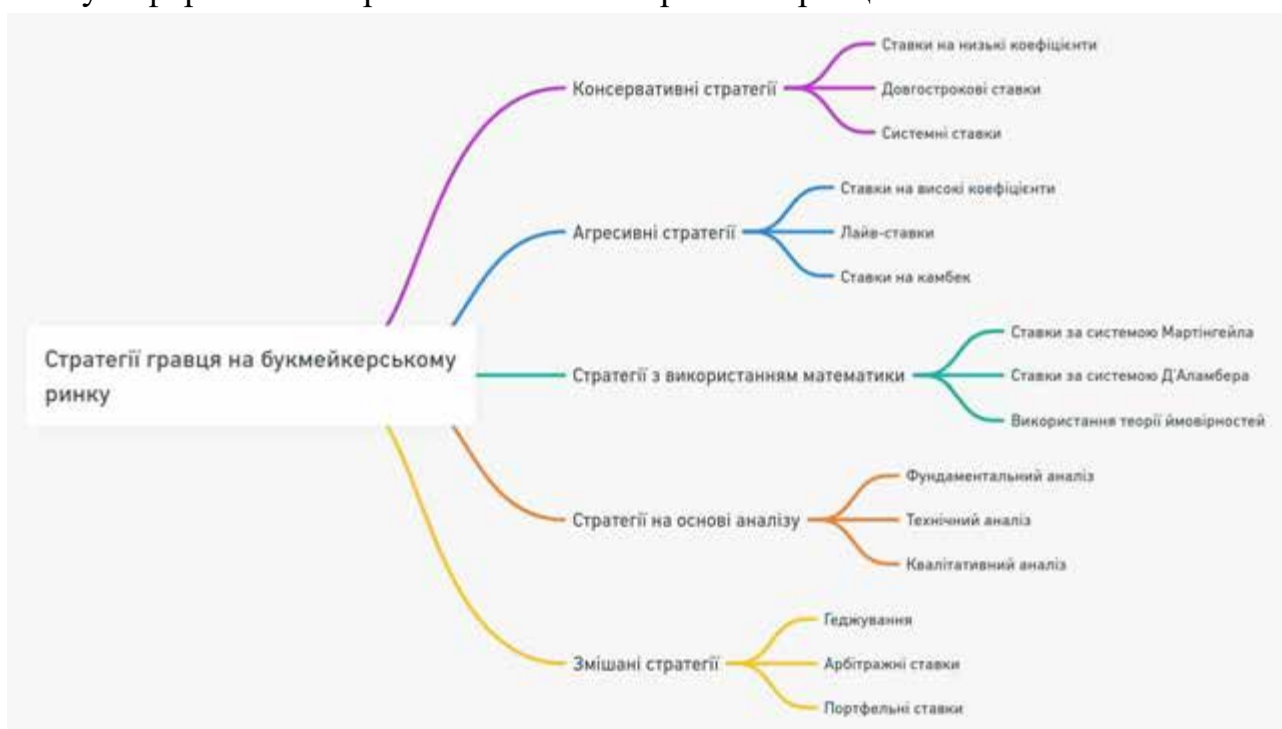 Стратегії гравця на букмейкерському
ринку
Консервативні стратегії
Ставки на низькі коефіцієнти
Довгострокові ставки
Системні ставки
Агресивні стратегії
Ставки на високі коефіцієнти
Лайв-ставки
Ставки на камбек
Стратегії з використанням математики
Ставки за системою Мартінгейла
Ставки за системою Д'Аламбера
Використання теорії ймовірностей
Стратегії на основі аналізу
Фундаментальний аналіз
Технічний аналіз
Квалітативний аналіз
Змішані стратегії
Геджування
Арбітражні ставки
Портфельні ставки